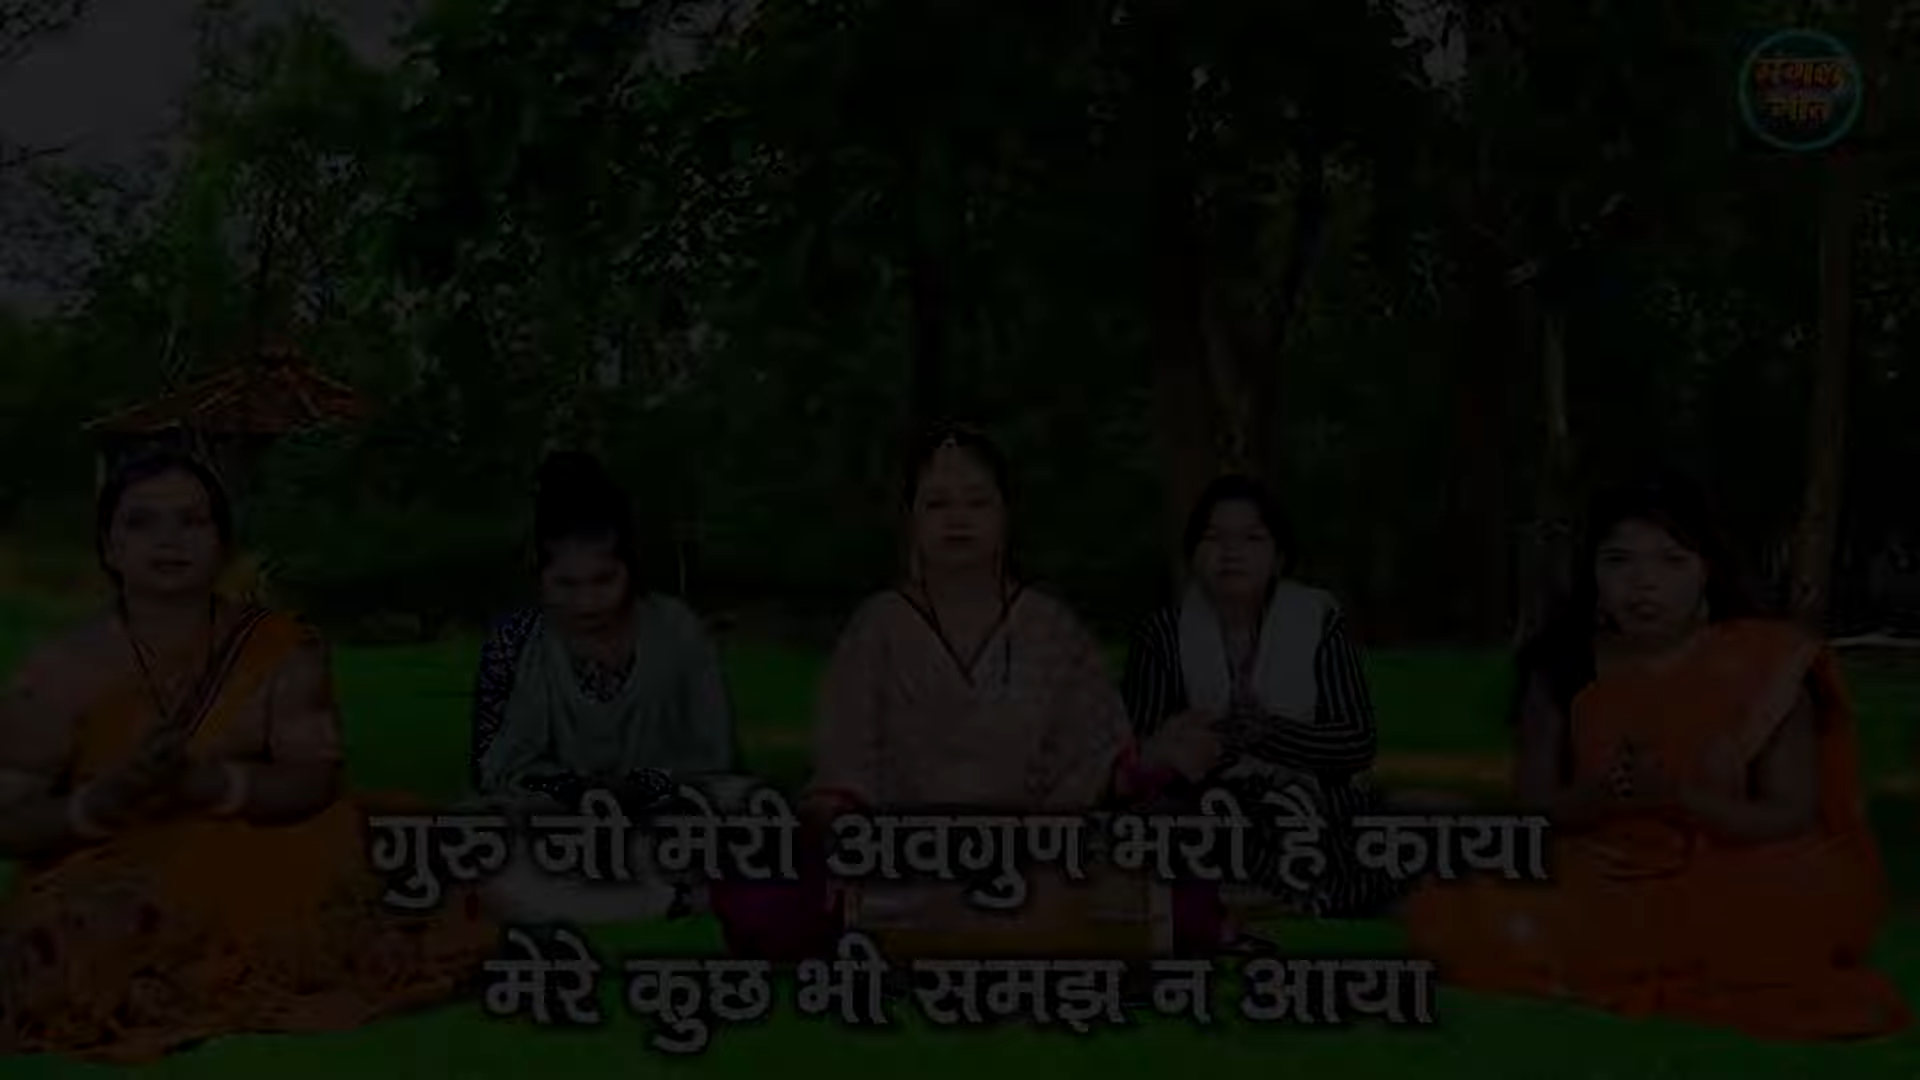 गुरु जी मेरी अवगुण भरी है काया
मेरे कुछ भी समझ न आया